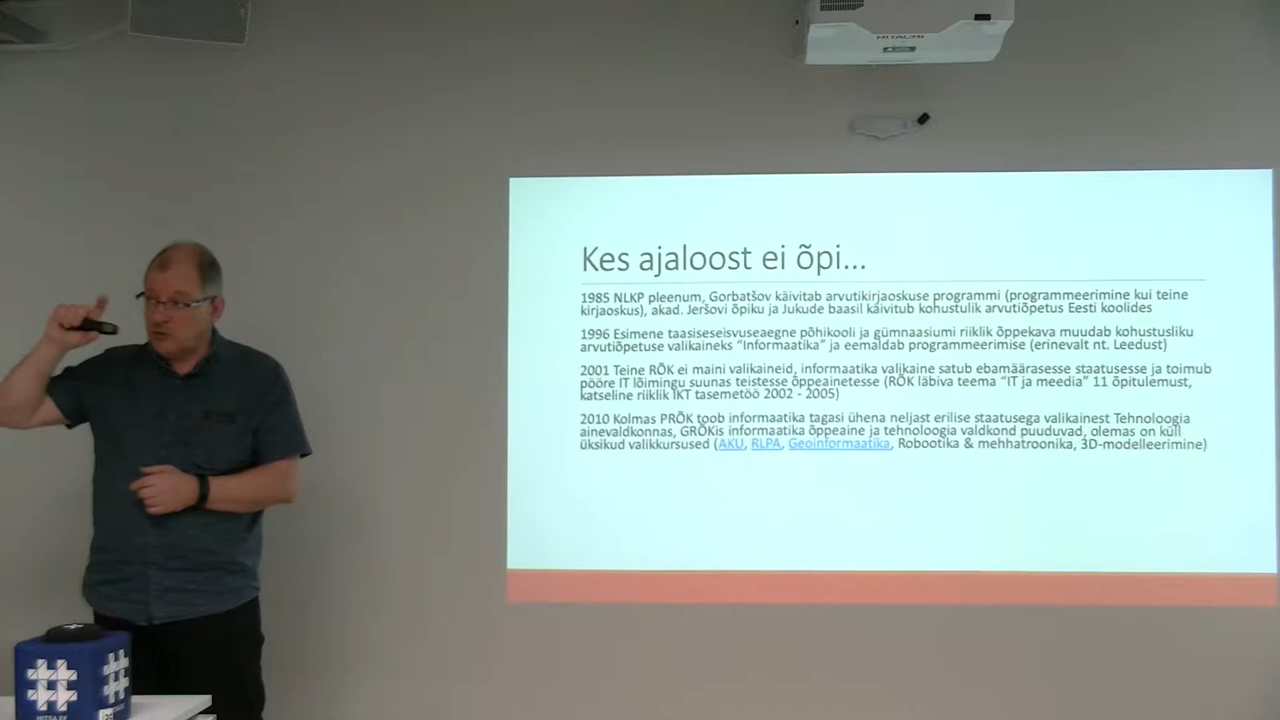 HITACHI
Kes ajaloost ei õpi...
1985 NLKP pleenum, Gorbatšov käivitab arvutikirjaoskuse programmi (programmeerimine kui teine
kirjaoskus), akad. Jeršovi õpiku ja Jukude baasil käivitub kohustulik arvutiõpetus Eesti koolides
1996 Esimene taasiseseisvuseaegne põhikooli ja gümnaasiumi riiklik õppekava muudab kohustusliku
arvutiõpetuse valikaineks “Informaatika” ja eemaldab programmeerimise (erinevalt nt. Leedust)
2001 Teine RÕK ei maini valikaineid, informaatika valikaine satub ebamäärasesse staatusesse ja toimub
pööre IT lõimingu suunas teistesse õppeainetesse (RÕK läbiva teema “IT ja meedia” 11 õpitulemust,
katseline riiklik IKT tasemetöö 2002 - 2005)
2010 Kolmas PRÕK toob informaatika tagasi ühena neljast erilise staatusega valikainest Tehnoloogia
ainevaldkonnas, GRÕKis informaatika õppeaine ja tehnoloogia valdkond puuduvad, olemas on küll
üksikud valikkursused (AKU, RLPA, Geoinformaatika, Robootika & mehhatroonika, 3D-modelleerimine)
HITSA.EE